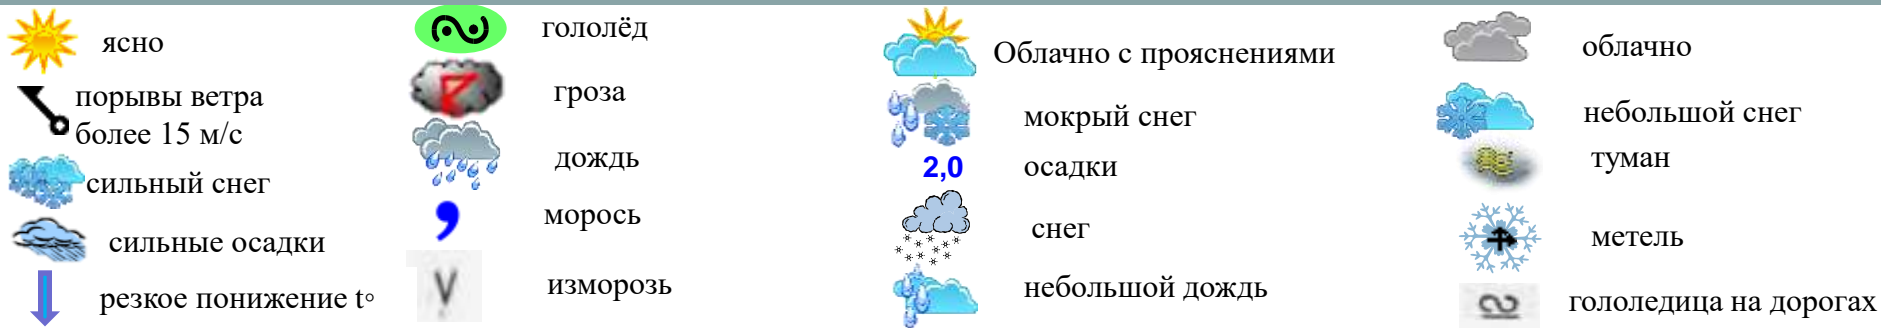 ясно
порывы ветра
более 15 м/с
сильный снег
сильные осадки
резкое понижение t°
гололёд
гроза
дождь
морось
изморозь
Облачно с прояснениями
мокрый снег
2,0 осадки
снег
небольшой дождь
облачно
небольшой снег
туман
метель
гололедица на дорогах